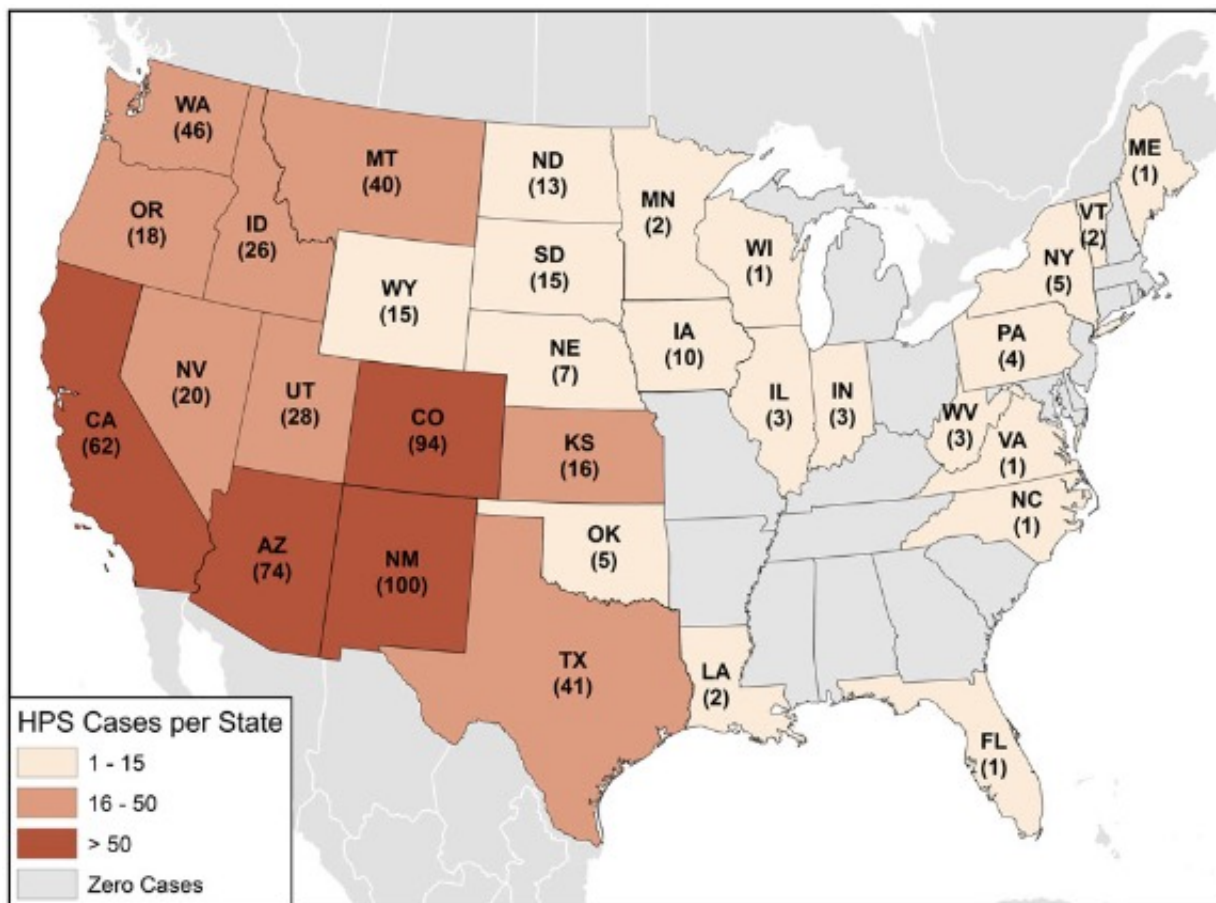 WA
(46)
MT
(40)
ND
(13)
MN
(2)
ME
(1)
OR
(18)
ID
(26)
SD
(15)
WI
(1)
VT
(2)
NY
(5)
WY
(15)
IA
(10)
PA
(4)
NE
(7)
NV
(20)
UT
(28)
CO
(94)
IL
(3)
IN
(3)
CA
(62)
KS
(16)
WV
(3)
VA
(1)
NC
(1)
AZ
(74)
NM
(100)
OK
(5)
TX
(41)
LA
(2)
FL
(1)
HPS Cases per State
1 - 15
16 - 50
> 50
Zero Cases